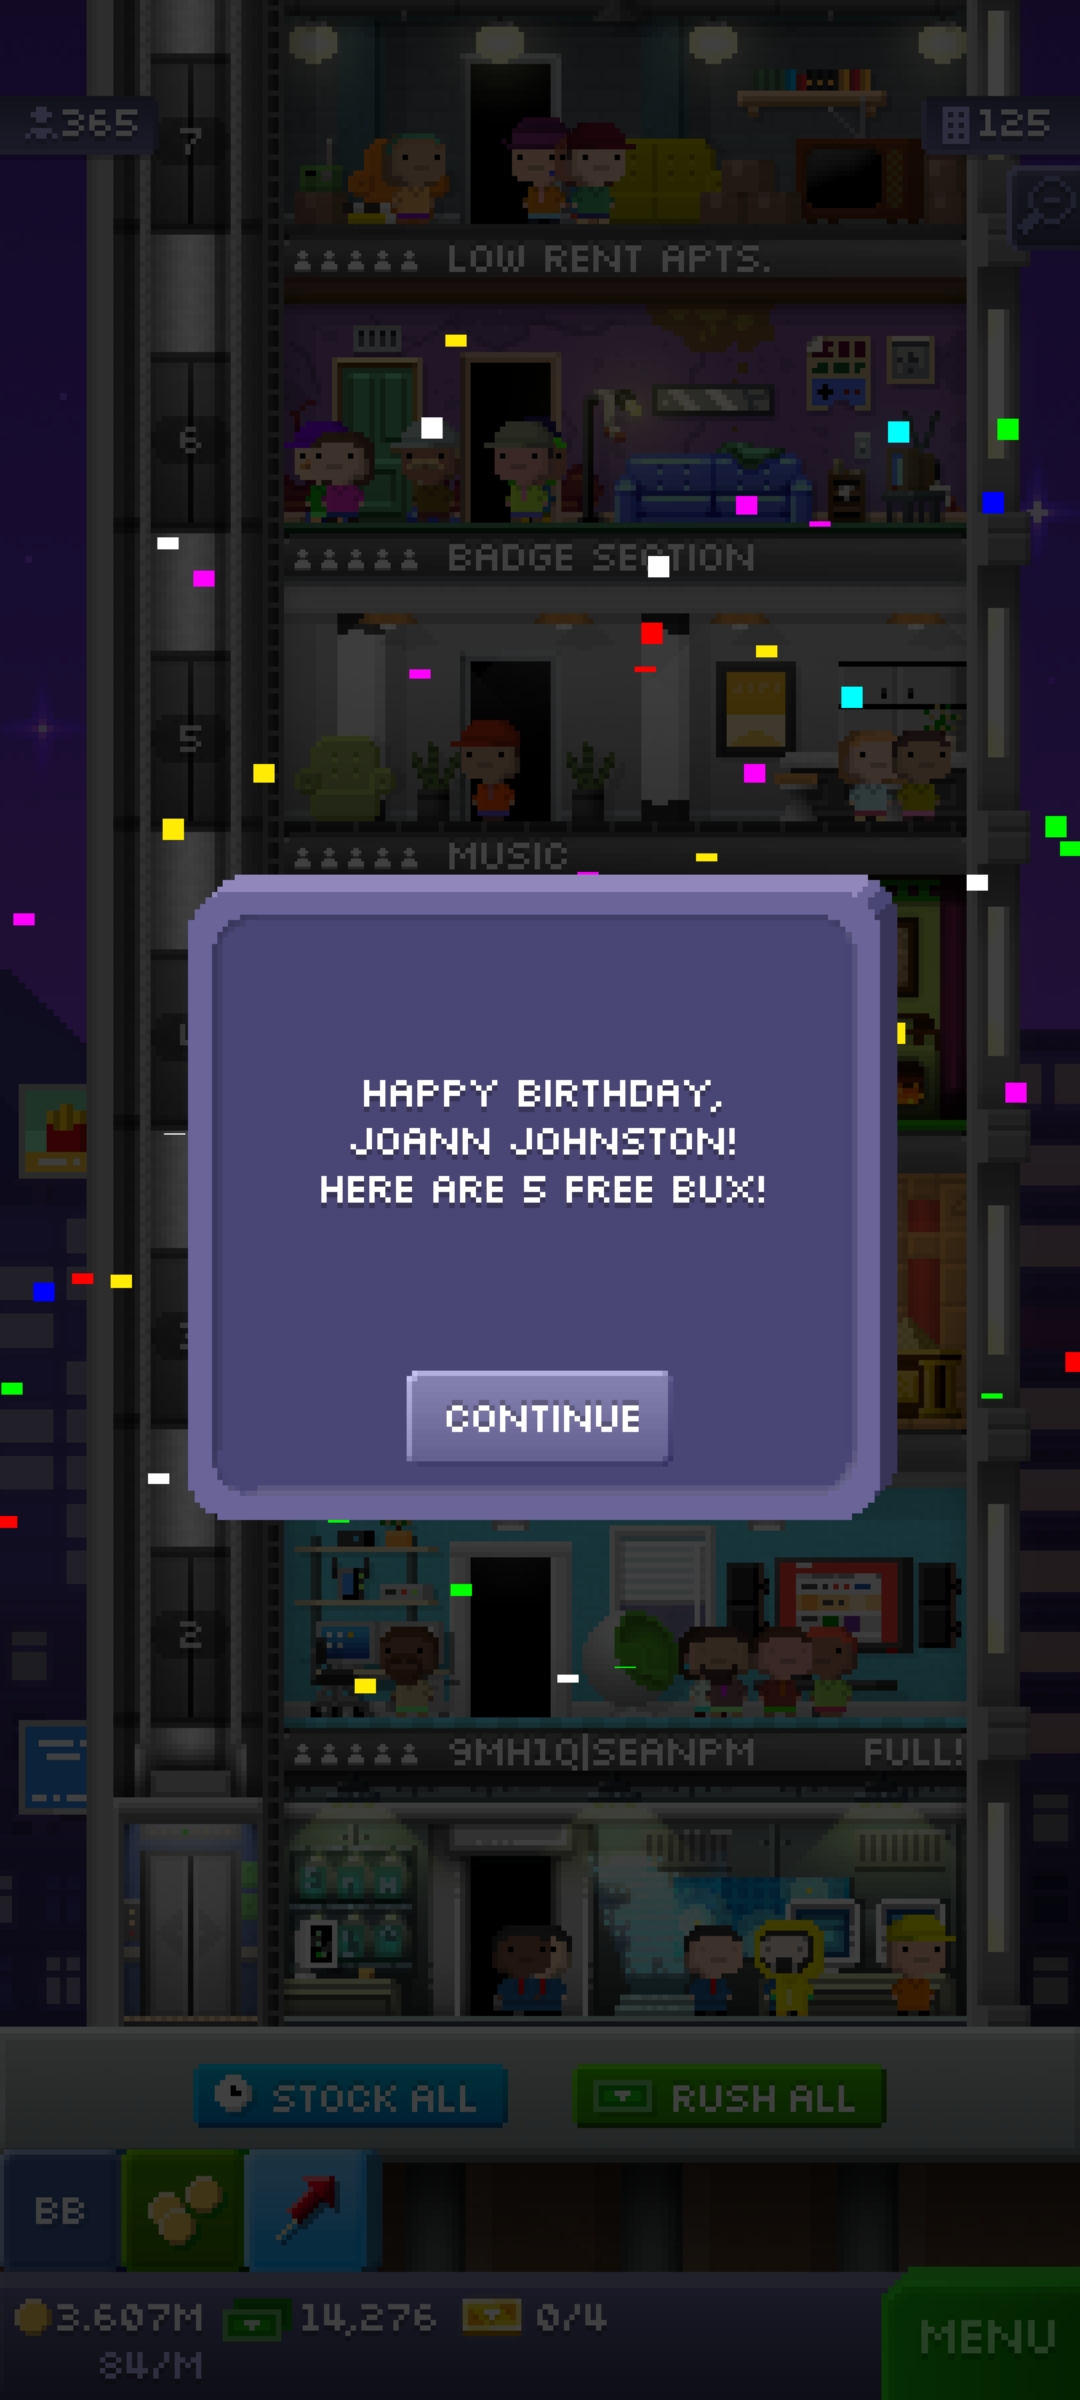 365
125
7
LOW RENT APTS.
6
BADGE SECTION
5
MUSIC
HAPPY BIRTHDAY,
JOANN JOHNSTON!
HERE ARE 5 FREE BUX!
CONTINUE
2
9MH1Q|SEANPM FULL!
STOCK ALL
RUSH ALL
BB
3.607M
14,276
0/4
84/M
MENU